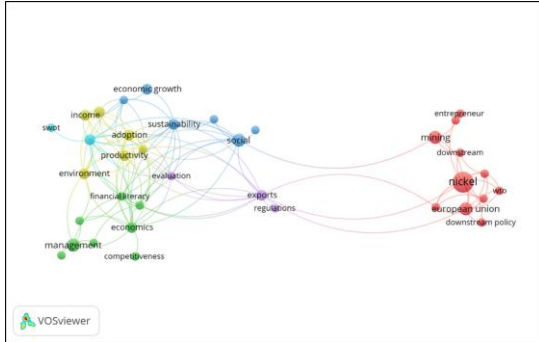 economic growth
entrepreneur
income
sustainability
swot
adoption
social
mining
productivity
downstream
environment
evaluation
nickel
financial literacy
exports
wto
regulations
european union
economics
downstream policy
management
competitiveness
VOSviewer